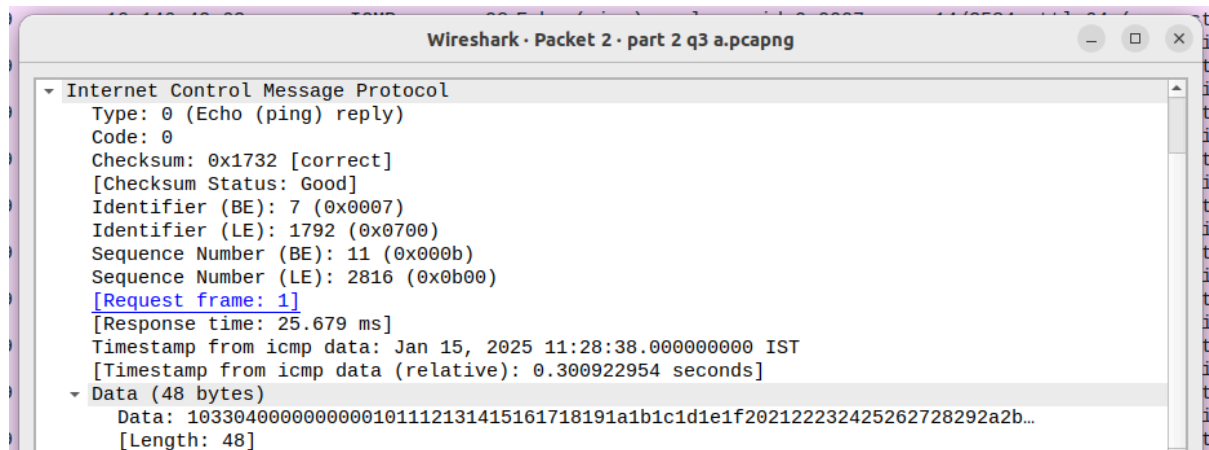 Wireshark · Packet 2 · part 2 q3 a.pcapng
Internet Control Message Protocol
Type: 0 (Echo (ping) reply)
Code: 0
Checksum: 0x1732 [correct]
[Checksum Status: Good]
Identifier (BE): 7 (0x0007)
Identifier (LE): 1792 (0x0700)
Sequence Number (BE): 11 (0x000b)
Sequence Number (LE): 2816 (0x0b00)
[Request frame: 1]
[Response time: 25.679 ms]
Timestamp from icmp data: Jan 15, 2025 11:28:38.000000000 IST
[Timestamp from icmp data (relative): 0.300922954 seconds]
Data (48 bytes)
Data: 1033040000000000101112131415161718191a1b1c1d1e1f202122232425262728292a2b…
[Length: 48]